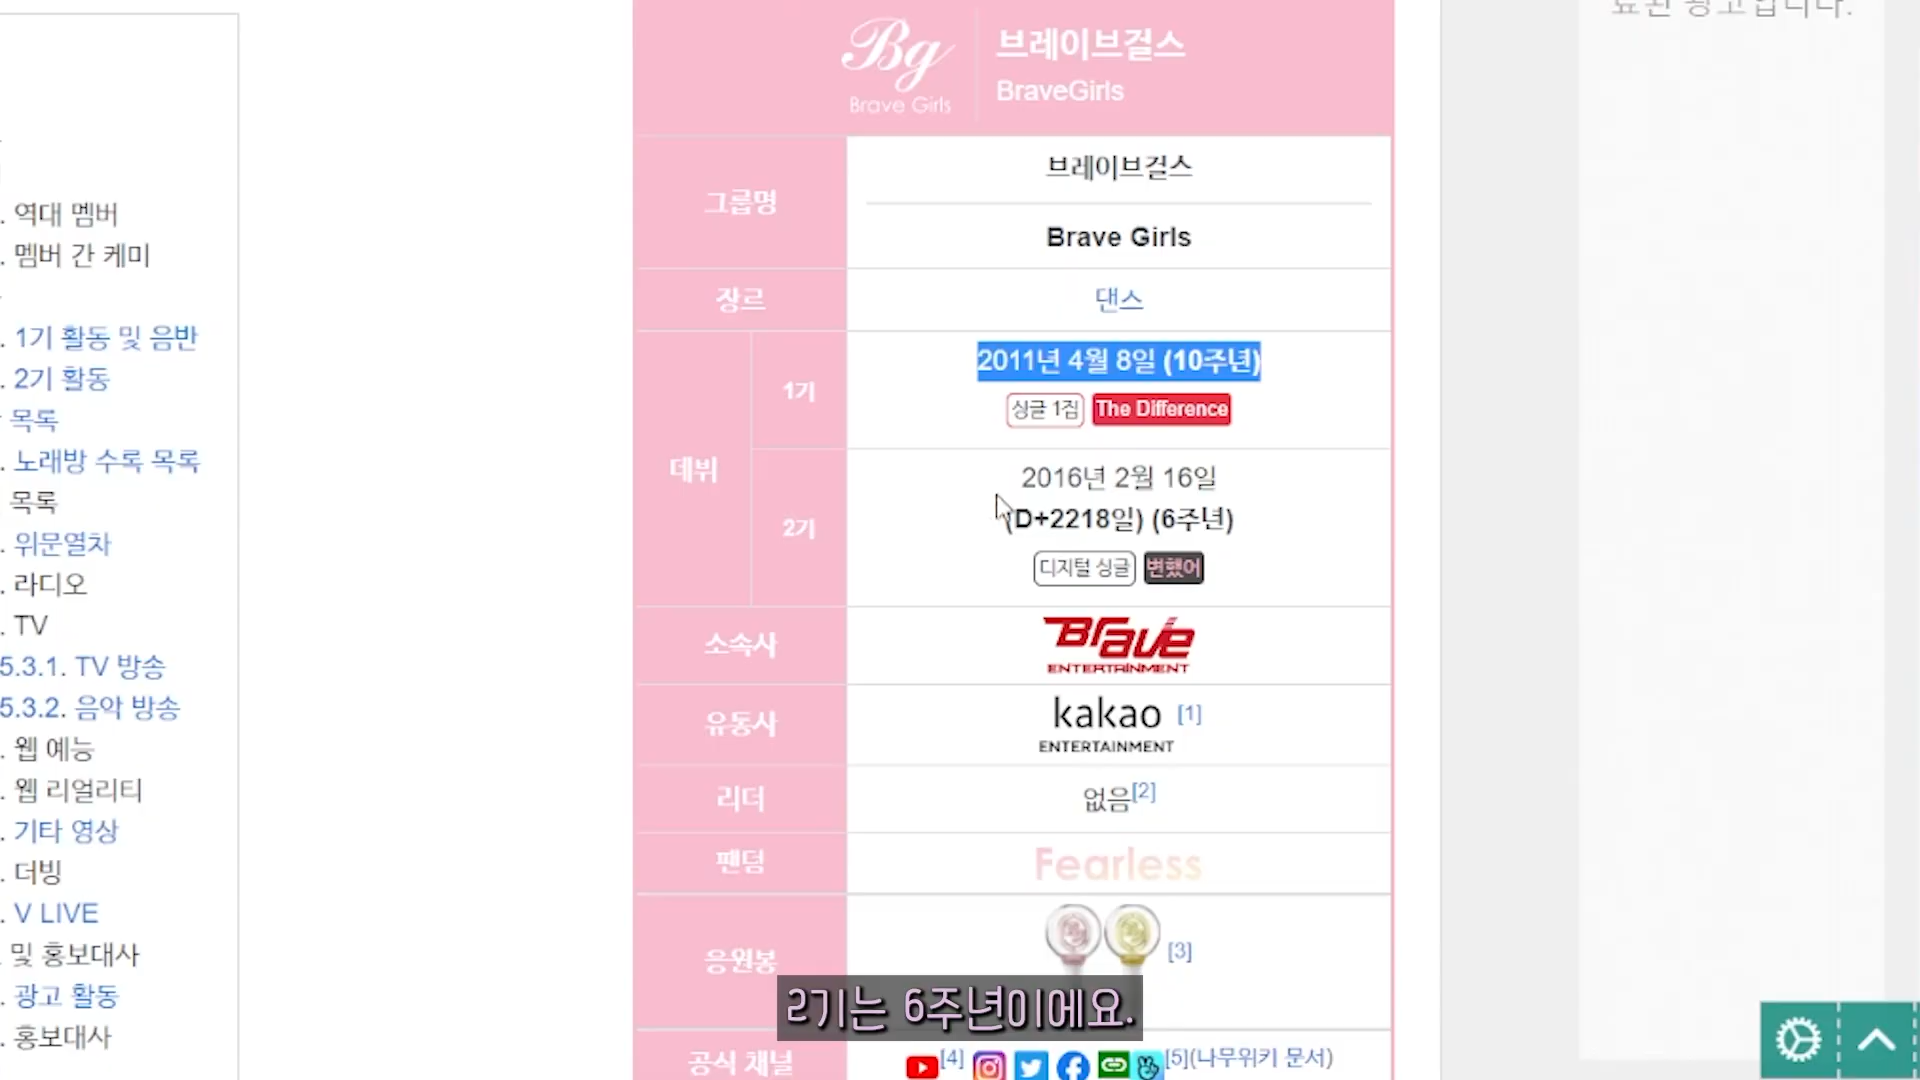 료된 광고입니다.
Bg
Brave Girls
브레이브걸스
BraveGirls
그룹명
브레이브걸스
Brave Girls
장르
댄스
데뷔
1기
2011년 4월 8일 (10주년)
싱글 1집 The Difference
2기
2016년 2월 16일
(D+2218일) (6주년)
디지털 싱글 변했어
소속사
Brave
ENTERTAINMENT
유통사
kakao [1]
ENTERTAINMENT
리더
없음[2]
팬덤
Fearless
응원봉
[3]
공식 채널
[4] [5](나무위키 문서)
. 역대 멤버
. 멤버 간 케미
. 1기 활동 및 음반
. 2기 활동
목록
. 노래방 수록 목록
목록
. 위문열차
. 라디오
. TV
5.3.1. TV 방송
5.3.2. 음악 방송
. 웹 예능
. 웹 리얼리티
. 기타 영상
. 더빙
. V LIVE
및 홍보대사
. 광고 활동
. 홍보대사
2기는 6주년이에요.